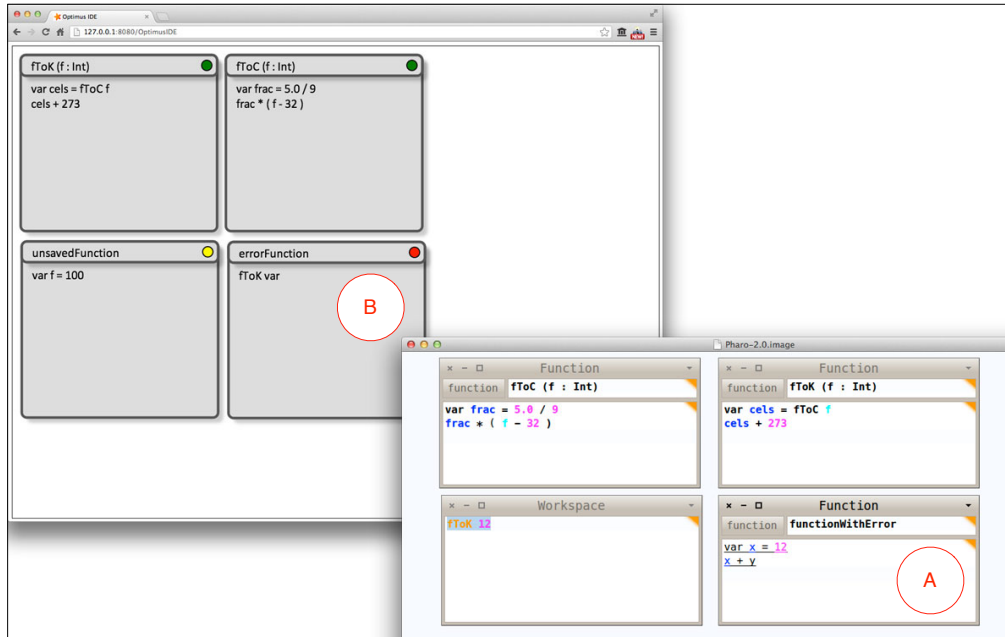 Optimus IDE
127.0.0.1:8080/OptimusIDE
NEW
fToK (f : Int)
var cels = fToC f
cels + 273
fToC (f : Int)
var frac = 5.0 / 9
frac * ( f - 32 )
unsavedFunction
var f = 100
errorFunction
fToK var
B
Pharo-2.0.image
Function
function fToC (f : Int)
var frac = 5.0 / 9
frac * ( f - 32 )
Function
function fToK (f : Int)
var cels = fToC f
cels + 273
Workspace
fToK 12
Function
function functionWithError
var x = 12
x + y
A